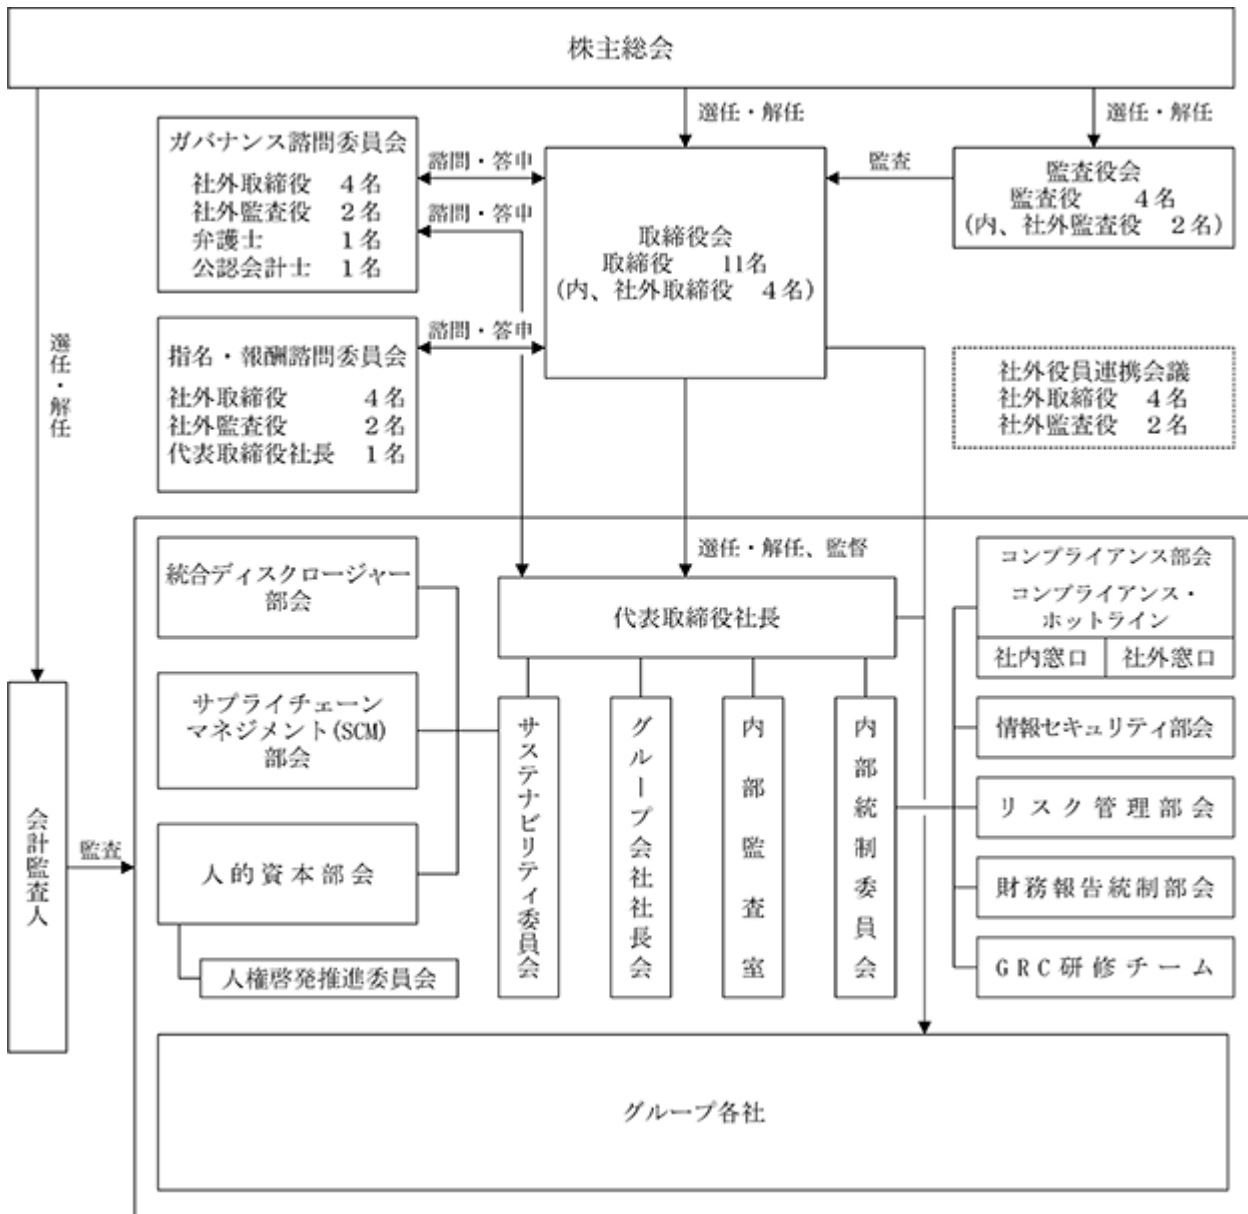 株主総会
選任・解任
選任・解任
ガバナンス諮問委員会
社外取締役　4名
社外監査役　2名
弁護士　1名
公認会計士　1名
諮問・答申
諮問・答申
取締役会
取締役　11名
(内、社外取締役　4名)
監査
監査役会
監査役　4名
(内、社外監査役　2名)
選任・解任
指名・報酬諮問委員会
社外取締役　4名
社外監査役　2名
代表取締役社長　1名
諮問・答申
社外役員連携会議
社外取締役　4名
社外監査役　2名
選任・解任、監督
統合ディスクロージャー
部会
代表取締役社長
コンプライアンス部会
コンプライアンス・
ホットライン
社内窓口
社外窓口
サプライチェーン
マネジメント(SCM)
部会
サステナビリティ委員会
グループ会社社長会
内部監査室
内部統制委員会
情報セキュリティ部会
リスク管理部会
会計監査人
監査
人的資本部会
財務報告統制部会
人権啓発推進委員会
GRC研修チーム
グループ各社